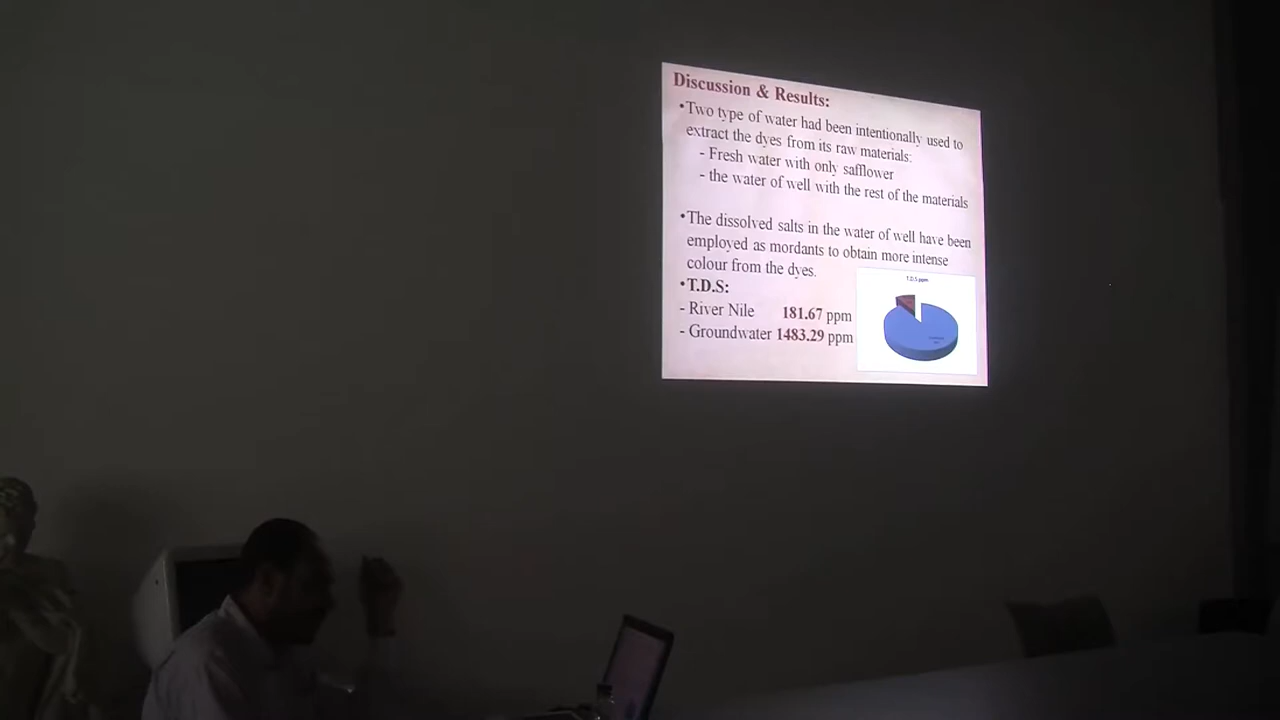 Discussion & Results:
•Two type of water had been intentionally used to
extract the dyes from its raw materials:
- Fresh water with only safflower
- the water of well with the rest of the materials
•The dissolved salts in the water of well have been
employed as mordants to obtain more intense
colour from the dyes.
•T.D.S:
- River Nile 181.67 ppm
- Groundwater 1483.29 ppm
T.D.S ppm